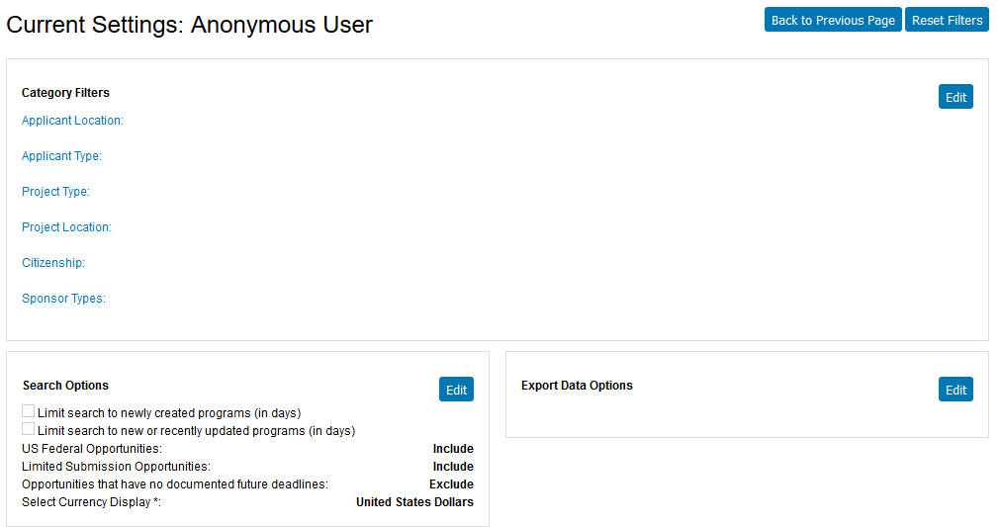 Current Settings: Anonymous User
Back to Previous Page
Reset Filters
Category Filters
Edit
Applicant Location:
Applicant Type:
Project Type:
Project Location:
Citizenship:
Sponsor Types:
Search Options
Edit
Limit search to newly created programs (in days)
Limit search to new or recently updated programs (in days)
US Federal Opportunities: Include
Limited Submission Opportunities: Include
Opportunities that have no documented future deadlines: Exclude
Select Currency Display *: United States Dollars
Export Data Options
Edit